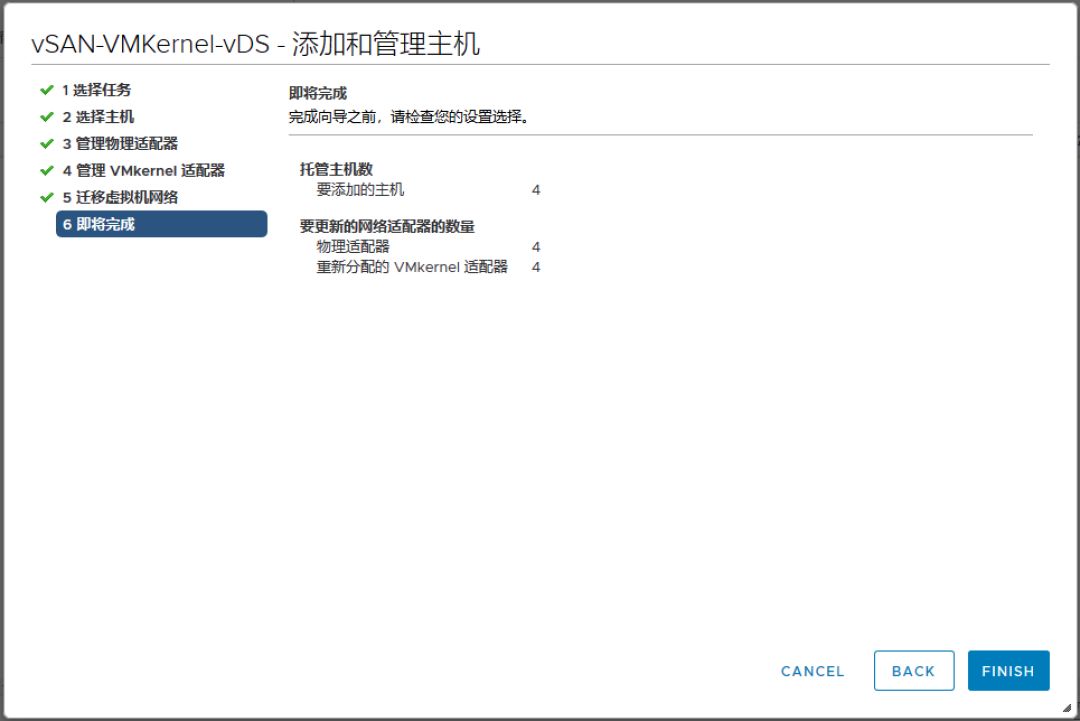 vSAN-VMKernel-vDS - 添加和管理主机
1 选择任务
2 选择主机
3 管理物理适配器
4 管理 VMkernel 适配器
5 迁移虚拟机网络
6 即将完成
即将完成
完成向导之前，请检查您的设置选择。
托管主机数
要添加的主机 4
要更新的网络适配器的数量
物理适配器 4
重新分配的 VMkernel 适配器 4
CANCEL BACK FINISH